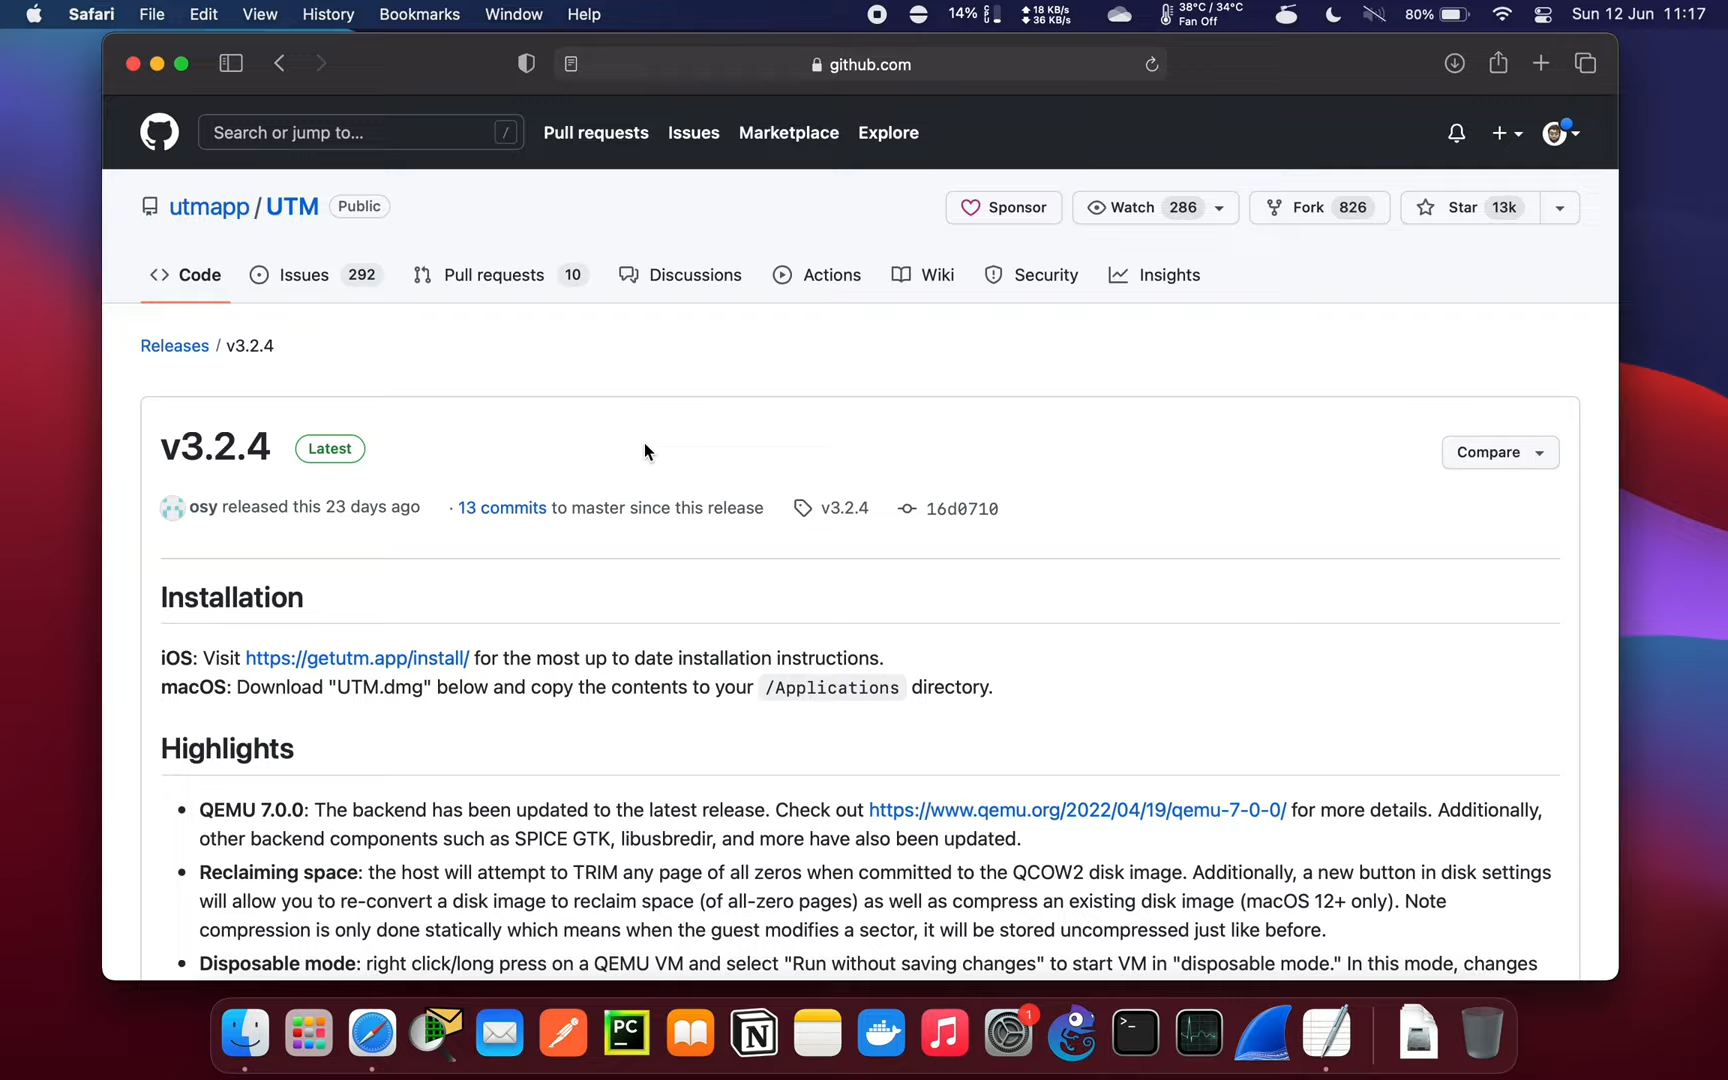 Safari File Edit View History Bookmarks Window Help 14% 18 KB/s 36 KB/s 38°C / 34°C Fan Off 80% Sun 12 Jun 11:17
github.com
Search or jump to... / Pull requests Issues Marketplace Explore
utmapp / UTM Public Sponsor Watch 286 Fork 826 Star 13k
Code Issues 292 Pull requests 10 Discussions Actions Wiki Security Insights
Releases / v3.2.4
v3.2.4 Latest Compare
osy released this 23 days ago · 13 commits to master since this release v3.2.4 16d0710
Installation
iOS: Visit https://getutm.app/install/ for the most up to date installation instructions.
macOS: Download "UTM.dmg" below and copy the contents to your /Applications directory.
Highlights
• QEMU 7.0.0: The backend has been updated to the latest release. Check out https://www.qemu.org/2022/04/19/qemu-7-0-0/ for more details. Additionally,
other backend components such as SPICE GTK, libusbredir, and more have also been updated.
• Reclaiming space: the host will attempt to TRIM any page of all zeros when committed to the QCOW2 disk image. Additionally, a new button in disk settings
will allow you to re-convert a disk image to reclaim space (of all-zero pages) as well as compress an existing disk image (macOS 12+ only). Note
compression is only done statically which means when the guest modifies a sector, it will be stored uncompressed just like before.
• Disposable mode: right click/long press on a QEMU VM and select "Run without saving changes" to start VM in "disposable mode." In this mode, changes
PC N >_ 1